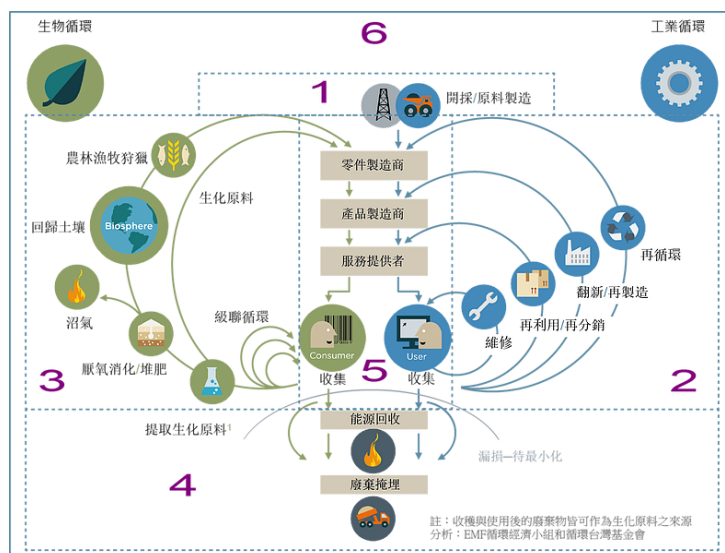 生物循環
6
工業循環
1
開採/原料製造
農林漁牧狩獵
零件製造商
生化原料
產品製造商
回歸土壤
Biosphere
再循環
服務提供者
翻新/再製造
沼氣
級聯循環
再利用/再分銷
Consumer
User
維修
厭氧消化/堆肥
3
收集
5
收集
2
提取生化原料1
能源回收
漏損—待最小化
4
廢棄掩埋
註：收穫與使用後的廢棄物皆可作為生化原料之來源
分析：EMF循環經濟小組和循環台灣基金會